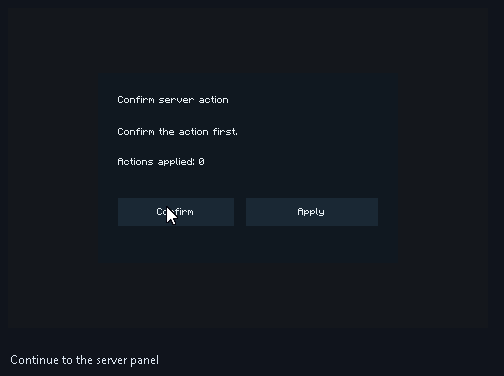 Confirm server action
Confirm the action first.
Actions applied: 0
Confirm Apply
Continue to the server panel